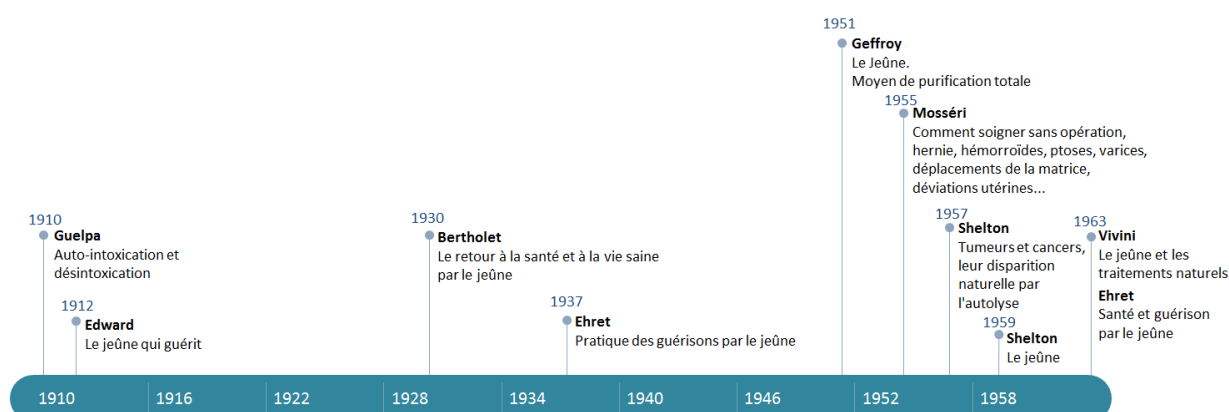 1910
Guelpa
Auto-intoxication et
désintoxication
1912
Edward
Le jeûne qui guérit
1930
Bertholet
Le retour à la santé et à la vie saine
par le jeûne
1937
Ehret
Pratique des guérisons par le jeûne
1951
Geffroy
Le Jeûne.
Moyen de purification totale
1955
Mosséri
Comment soigner sans opération,
hernie, hémorroïdes, ptoses, varices,
déplacements de la matrice,
déviations utérines...
1957
Shelton
Tumeurs et cancers,
leur disparition
naturelle par
l'autolyse
1959
Shelton
Le jeûne
1963
Vivini
Le jeûne et les
traitements naturels
Ehret
Santé et guérison
par le jeûne
1910 1916 1922 1928 1934 1940 1946 1952 1958